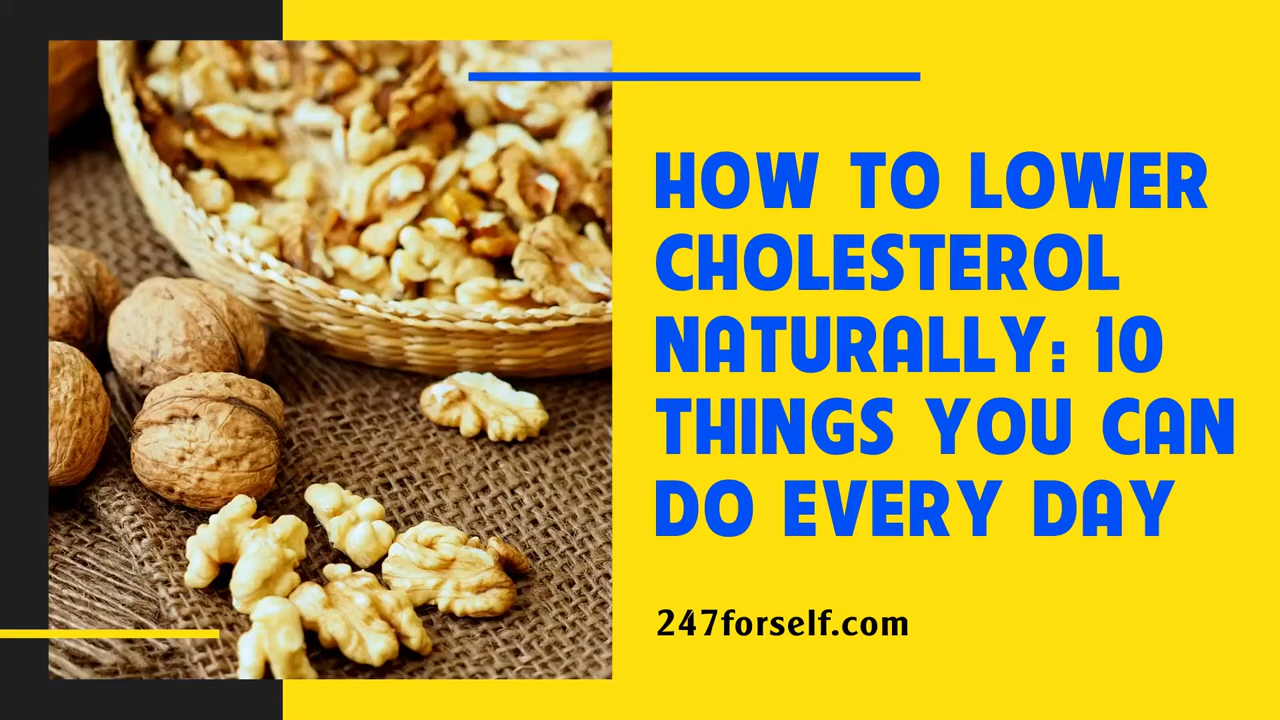 HOW TO LOWER
CHOLESTEROL
NATURALLY: 10
THINGS YOU CAN
DO EVERY DAY
247forself.com